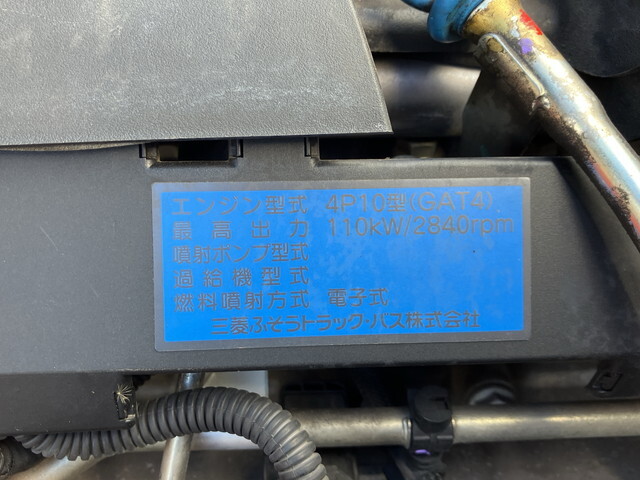 エンジン型式 4P10型(GAT4)
最高出力 110kW/2840rpm
噴射ポンプ型式
過給機型式
燃料噴射方式 電子式
三菱ふそうトラック・バス株式会社